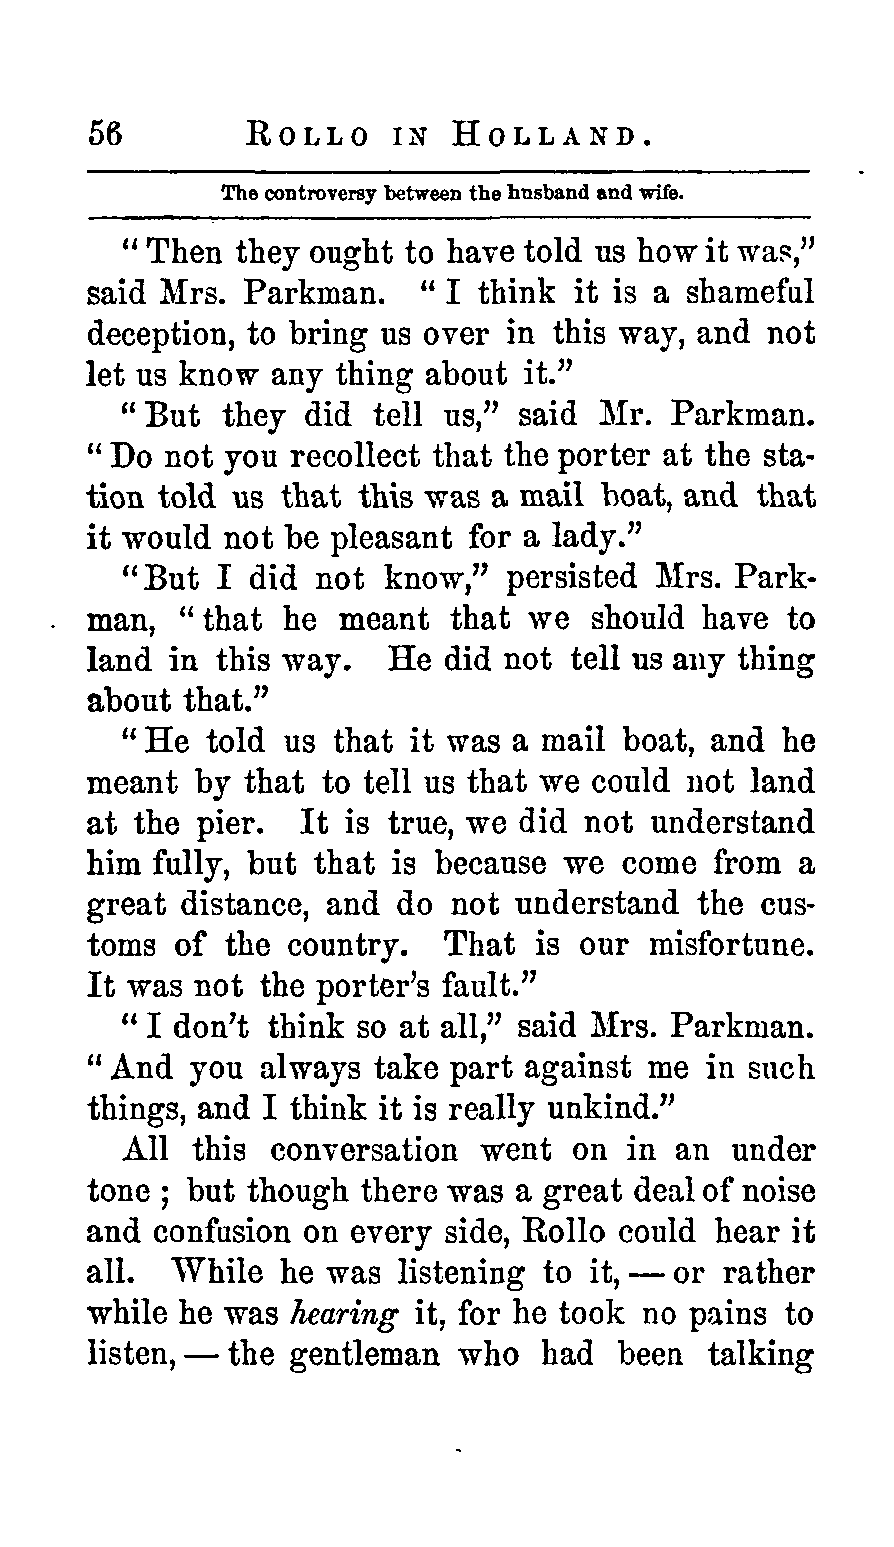 56 ROLLO IN HOLLAND.
The controversy between the husband and wife.
“Then they ought to have told us how it was,”
said Mrs. Parkman. “I think it is a shameful
deception, to bring us over in this way, and not
let us know any thing about it.”
“But they did tell us,” said Mr. Parkman.
“Do not you recollect that the porter at the sta-
tion told us that this was a mail boat, and that
it would not be pleasant for a lady.”
“But I did not know,” persisted Mrs. Park-
man, “that he meant that we should have to
land in this way. He did not tell us any thing
about that.”
“He told us that it was a mail boat, and he
meant by that to tell us that we could not land
at the pier. It is true, we did not understand
him fully, but that is because we come from a
great distance, and do not understand the cus-
toms of the country. That is our misfortune.
It was not the porter’s fault.”
“I don’t think so at all,” said Mrs. Parkman.
“And you always take part against me in such
things, and I think it is really unkind.”
All this conversation went on in an under
tone; but though there was a great deal of noise
and confusion on every side, Rollo could hear it
all. While he was listening to it,—or rather
while he was hearing it, for he took no pains to
listen,—the gentleman who had been talking